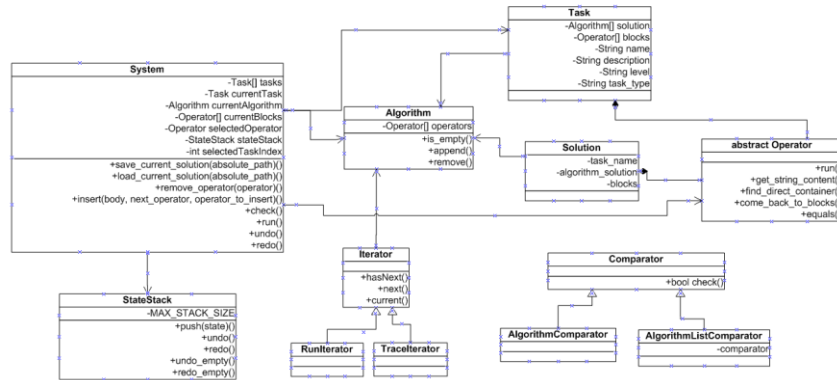 Task
-Algorithm[] solution
-Operator[] blocks
-String name
-String description
-String level
-String task_type
System
-Task[] tasks
-Task currentTask
-Algorithm currentAlgorithm
-Operator[] currentBlocks
-Operator selectedOperator
-StateStack stateStack
-int selectedTaskIndex
+save_current_solution(absolute_path)()
+load_current_solution(absolute_path)()
+remove_operator(operator)()
+insert(body, next_operator, operator_to_insert)()
+check()
+run()
+undo()
+redo()
Algorithm
-Operator[] operators
+is_empty()
+append()
+remove()
Solution
-task_name
-algorithm_solution
-blocks
abstract Operator
+run(
+get_string_content(
+find_direct_container(
+come_back_to_blocks(
+equals(
Iterator
+hasNext()
+next()
+current()
Comparator
+bool check()
StateStack
-MAX_STACK_SIZE
+push(state)()
+undo()
+redo()
+undo_empty()
+redo_empty()
RunIterator
TraceIterator
AlgorithmComparator
AlgorithmListComparator
-comparator